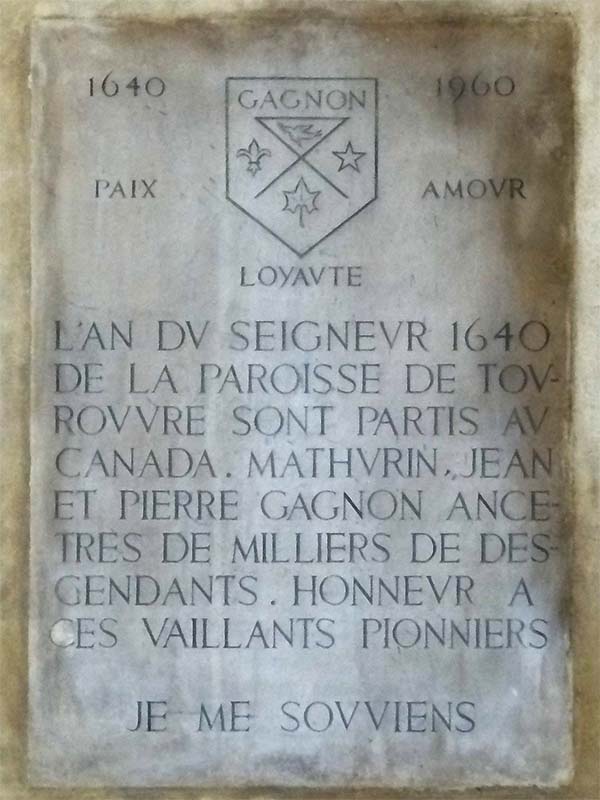 1640 1960
GAGNON
PAIX AMOVR
LOYAVTE
L'AN DV SEIGNEVR 1640
DE LA PAROISSE DE TOV-
ROVVRE SONT PARTIS AV
CANADA. MATHVRIN, JEAN
ET PIERRE GAGNON ANCE-
TRES DE MILLIERS DE DES-
CENDANTS. HONNEVR A
CES VAILLANTS PIONNIERS
JE ME SOVVIENS